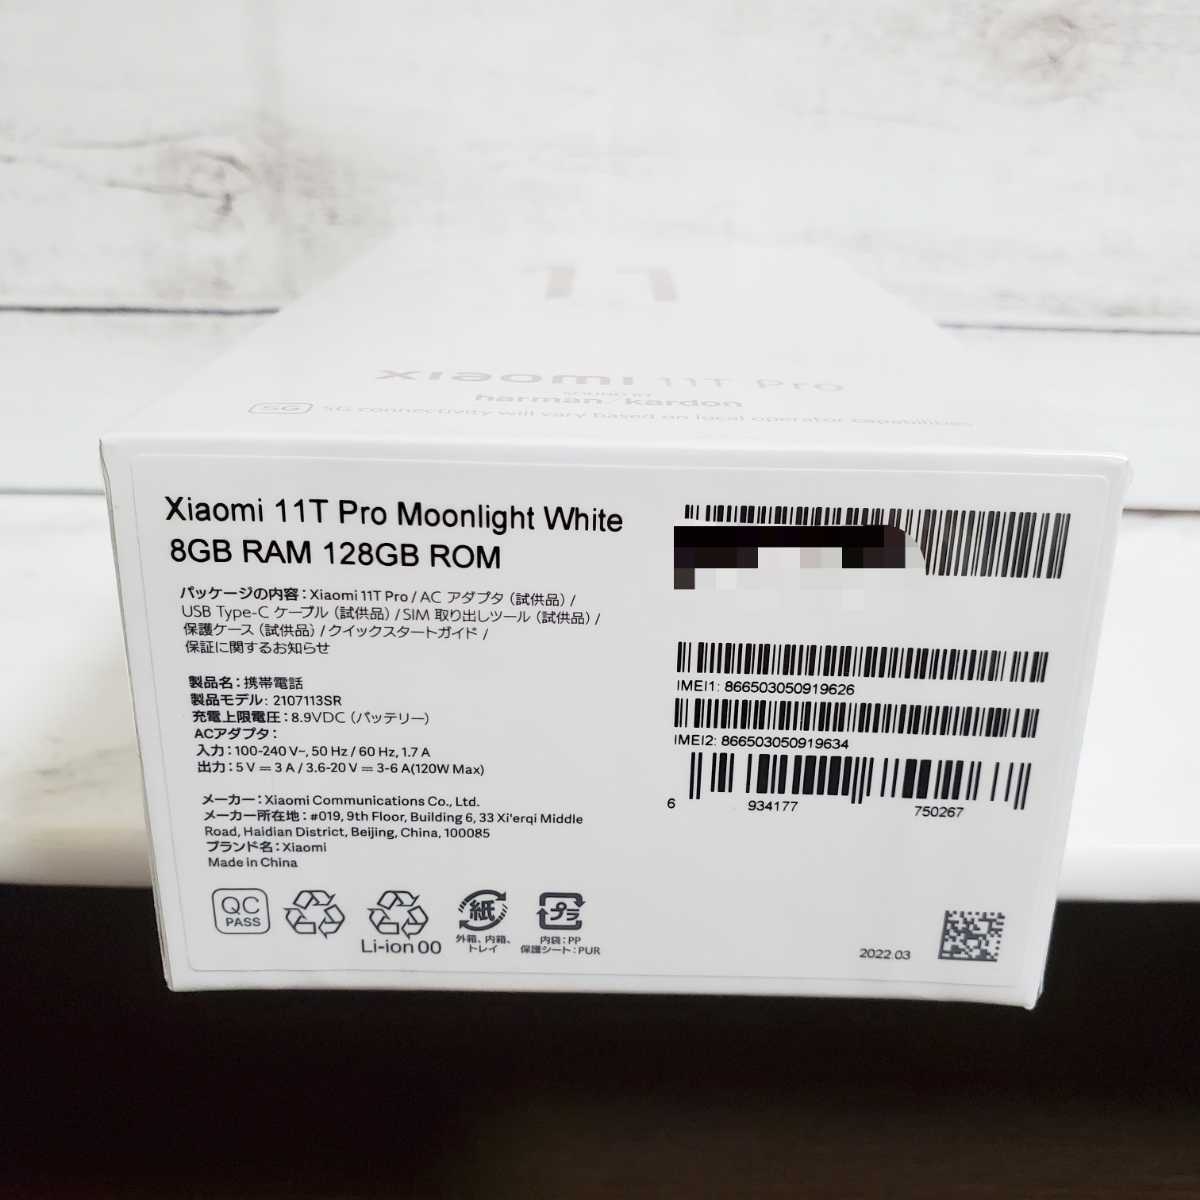 11
xiaomi 11T Pro
SOUND BY
harman/kardon
5G 5G connectivity will vary based on local operator capabilities
Xiaomi 11T Pro Moonlight White
8GB RAM 128GB ROM
パッケージの内容：Xiaomi 11T Pro / AC アダプタ（試供品）/
USB Type-C ケーブル（試供品）/ SIM 取り出しツール（試供品）/
保護ケース（試供品）/ クイックスタートガイド /
保証に関するお知らせ
製品名：携帯電話
製品モデル: 2107113SR
充電上限電圧：8.9VDC（バッテリー）
ACアダプタ：
入力：100-240 V~, 50 Hz / 60 Hz, 1.7 A
出力：5 V ⎓ 3 A / 3.6-20 V ⎓ 3-6 A(120W Max)
メーカー：Xiaomi Communications Co., Ltd.
メーカー所在地：#019, 9th Floor, Building 6, 33 Xi'erqi Middle
Road, Haidian District, Beijing, China, 100085
ブランド名：Xiaomi
Made in China
QC
PASS
Li-ion 00
紙
外箱、内箱、
トレイ
プラ
内袋：PP
保護シート：PUR
IMEI1: 866503050919626
IMEI2: 866503050919634
6 934177 750267
2022.03